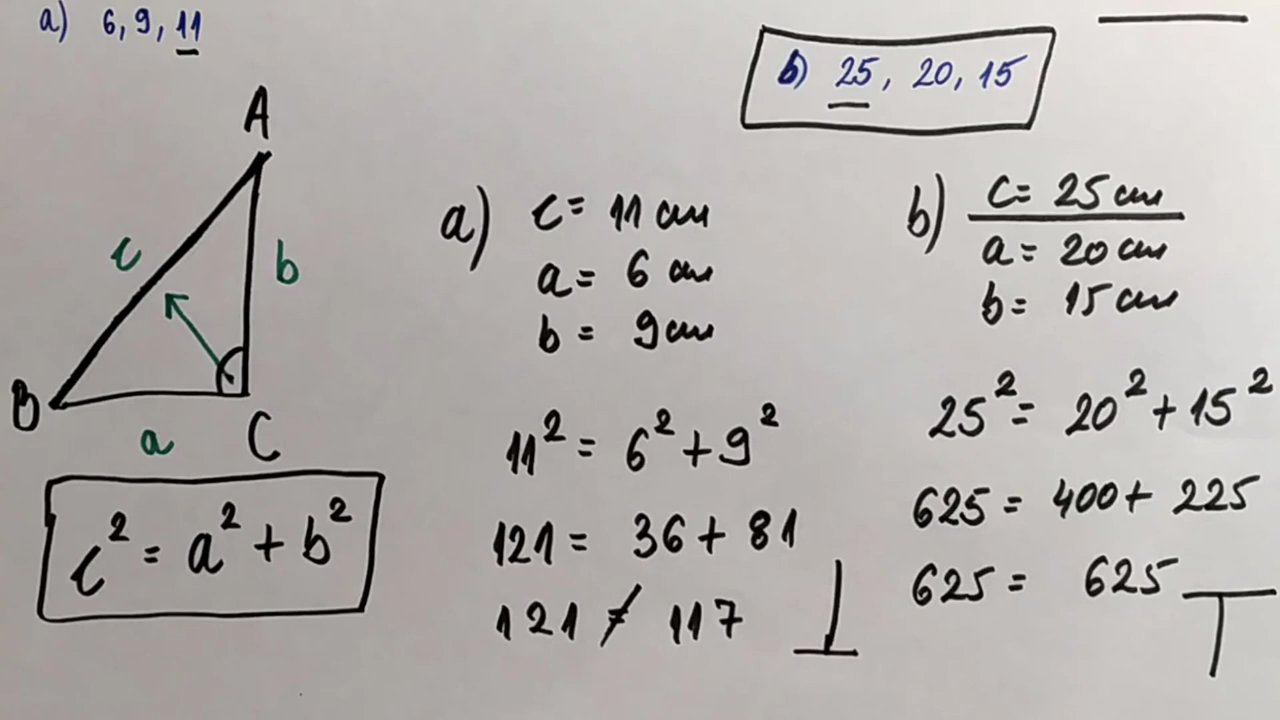 a) 6, 9, 11
b) 25, 20, 15
A
c
b
B
a
C
c² = a² + b²
a) c = 11 cm
a = 6 cm
b = 9 cm
11² = 6² + 9²
121 = 36 + 81
121 ≠ 117 ⊥
b) c = 25 cm
a = 20 cm
b = 15 cm
25² = 20² + 15²
625 = 400 + 225
625 = 625 ⊤